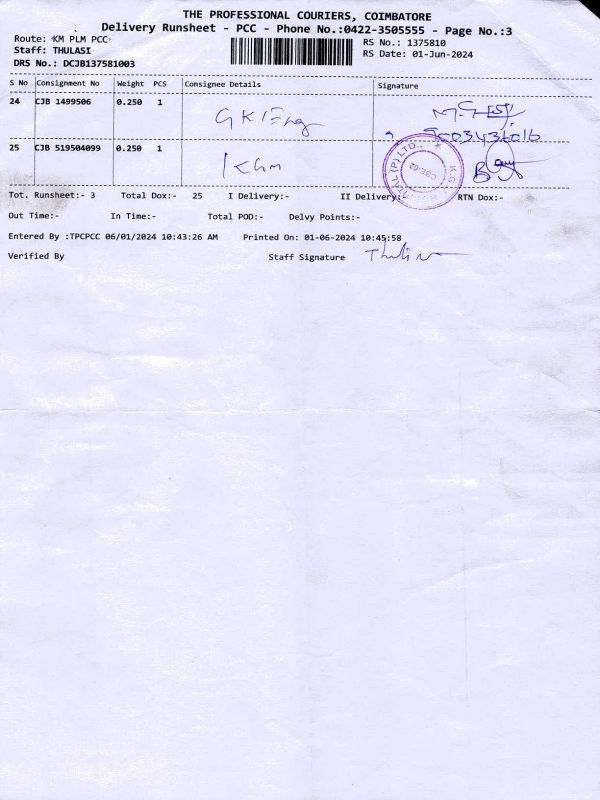 THE PROFESSIONAL COURIERS, COIMBATORE
Delivery Runsheet - PCC - Phone No.:0422-3505555 - Page No.:3
Route: KM PLM PCC
RS No.: 1375810
Staff: THULASI
RS Date: 01-Jun-2024
DRS No.: DCJB137581003
S No Consignment No Weight PCS Consignee Details Signature
24 CJB 1499506 0.250 1 GKI Eng
9003431016
25 CJB 519504099 0.250 1
Tot. Runsheet:- 3 Total Dox:- 25 I Delivery:- II Delivery:- RTN Dox:-
Out Time:- In Time:- Total POD:- Delvy Points:-
Entered By :TPCPCC 06/01/2024 10:43:26 AM Printed On: 01-06-2024 10:45:58
Verified By Staff Signature